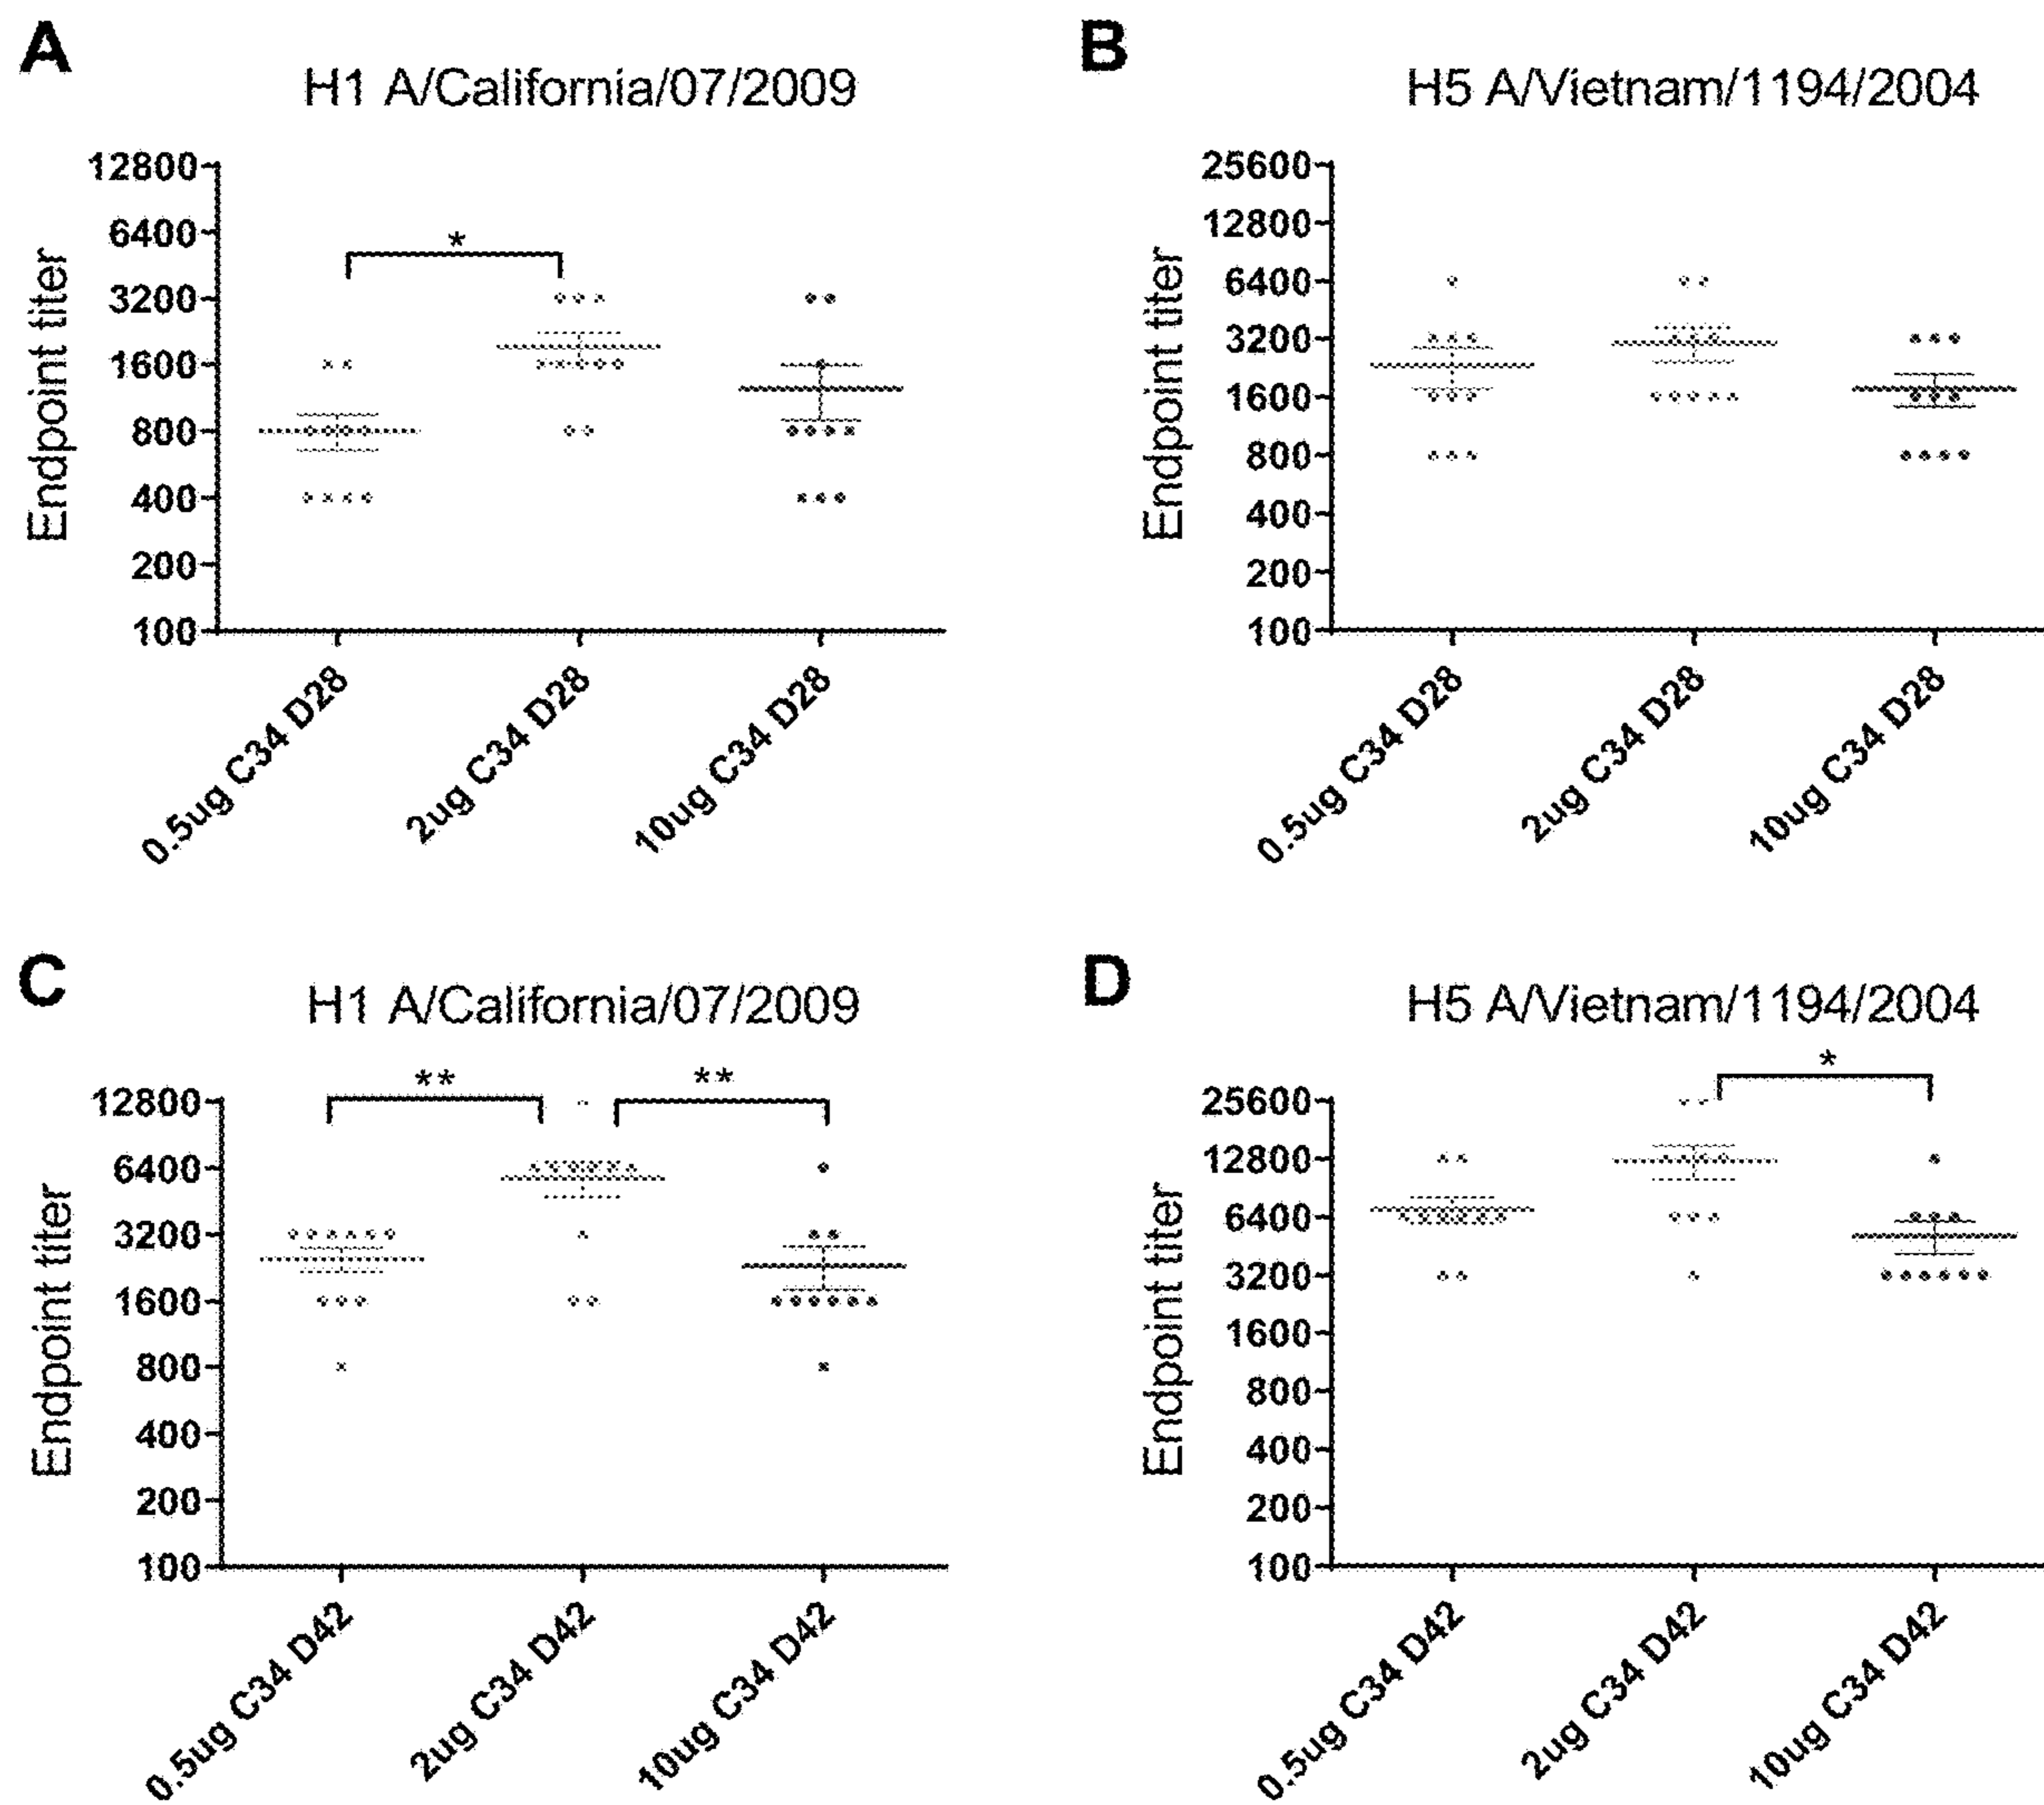 A
H1 A/California/07/2009
Endpoint titer
12800
6400
3200
1600
800
400
200
100
*
0.5ug C34 D28
2ug C34 D28
10ug C34 D28
B
H5 A/Vietnam/1194/2004
Endpoint titer
25600
12800
6400
3200
1600
800
400
200
100
0.5ug C34 D28
2ug C34 D28
10ug C34 D28
C
H1 A/California/07/2009
Endpoint titer
12800
6400
3200
1600
800
400
200
100
**
**
0.5ug C34 D42
2ug C34 D42
10ug C34 D42
D
H5 A/Vietnam/1194/2004
Endpoint titer
25600
12800
6400
3200
1600
800
400
200
100
*
0.5ug C34 D42
2ug C34 D42
10ug C34 D42